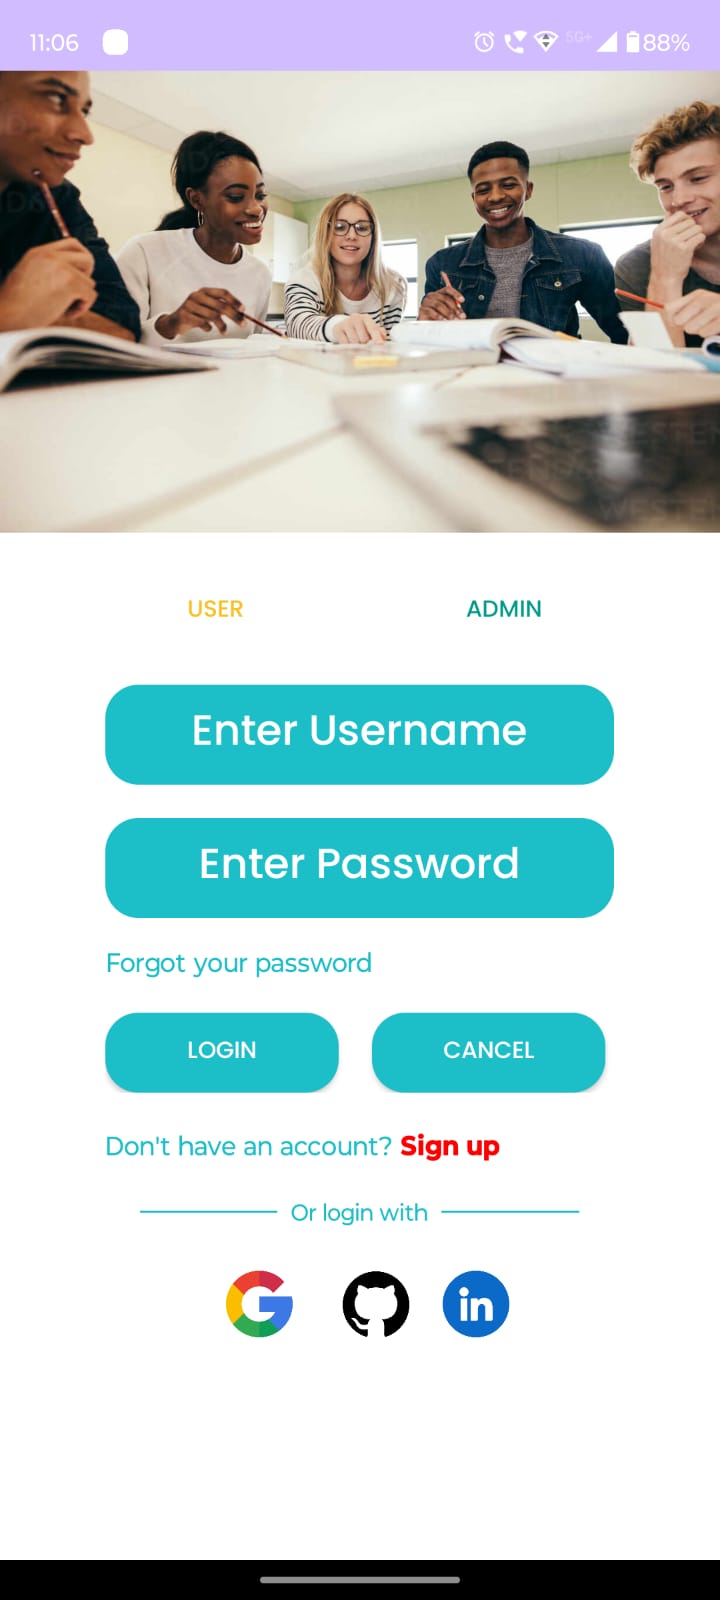 11:06 5G+ 88%
USER ADMIN
Enter Username
Enter Password
Forgot your password
LOGIN CANCEL
Don't have an account? Sign up
Or login with
in